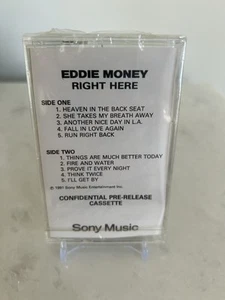 EDDIE MONEY
RIGHT HERE
SIDE ONE
1. HEAVEN IN THE BACK SEAT
2. SHE TAKES MY BREATH AWAY
3. ANOTHER NICE DAY IN L.A.
4. FALL IN LOVE AGAIN
5. RUN RIGHT BACK
SIDE TWO
1. THINGS ARE MUCH BETTER TODAY
2. FIRE AND WATER
3. PROVE IT EVERY NIGHT
4. THINK TWICE
5. I'LL GET BY
℗ 1991 Sony Music Entertainment Inc.
CONFIDENTIAL PRE-RELEASE
CASSETTE
Sony Music